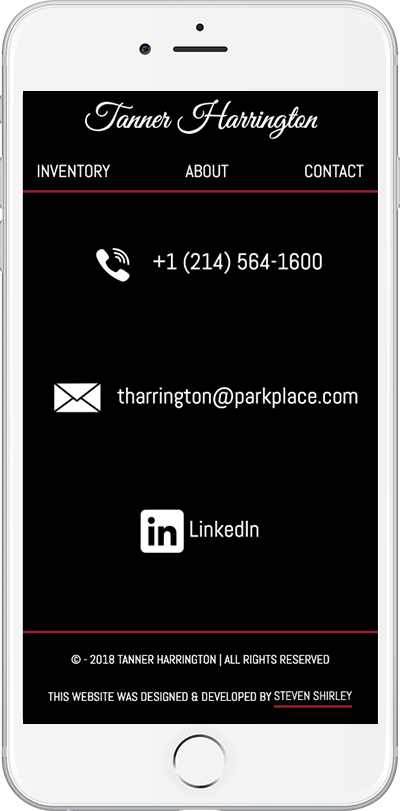 Tanner Harrington
INVENTORY ABOUT CONTACT
+1 (214) 564-1600
tharrington@parkplace.com
in LinkedIn
© - 2018 TANNER HARRINGTON | ALL RIGHTS RESERVED
THIS WEBSITE WAS DESIGNED & DEVELOPED BY STEVEN SHIRLEY